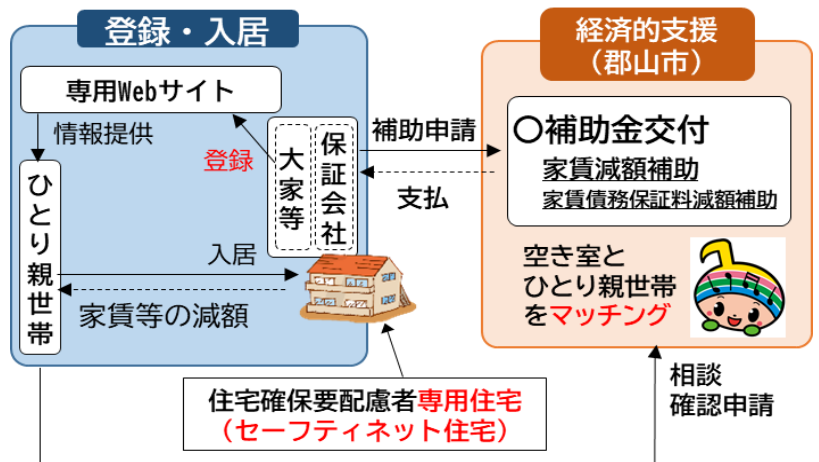 登録・入居
専用Webサイト
情報提供
登録
大家等
保証会社
ひとり親世帯
入居
家賃等の減額
補助申請
支払
経済的支援
（郡山市）
〇補助金交付
家賃減額補助
家賃債務保証料減額補助
空き室と
ひとり親世帯
をマッチング
住宅確保要配慮者専用住宅
（セーフティネット住宅）
相談
確認申請